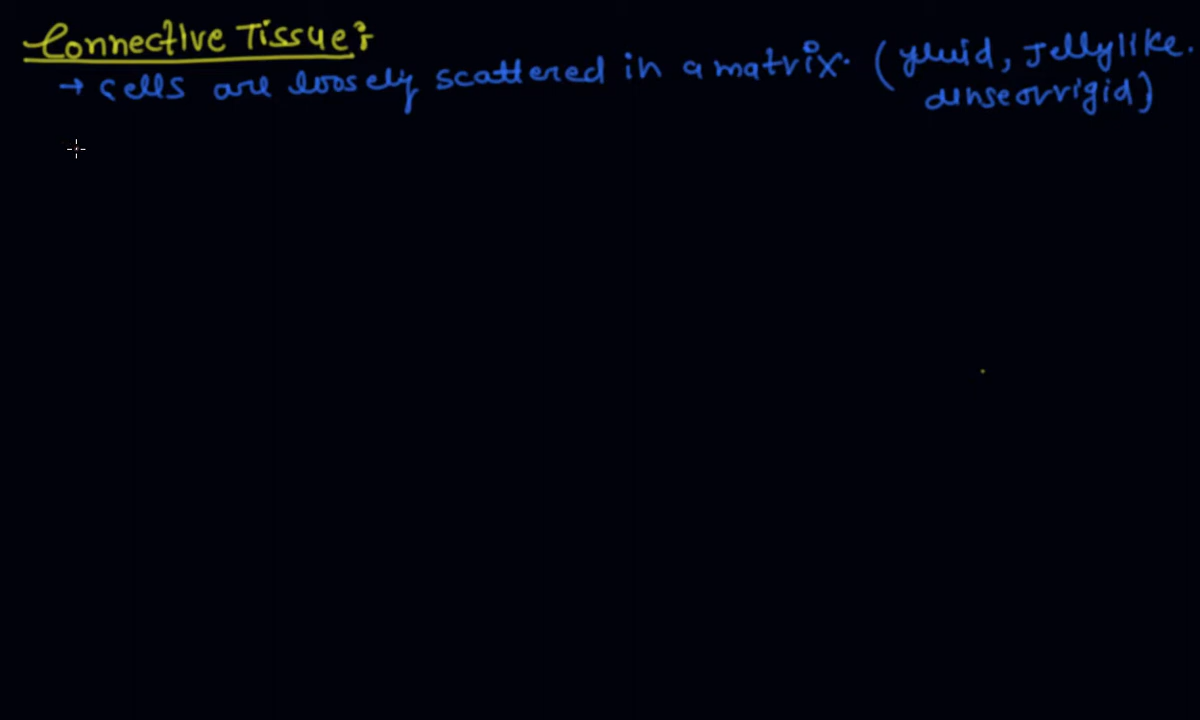 Connective Tissue:
→ cells are loosely scattered in a matrix. (fluid, Jellylike.
dense or rigid)